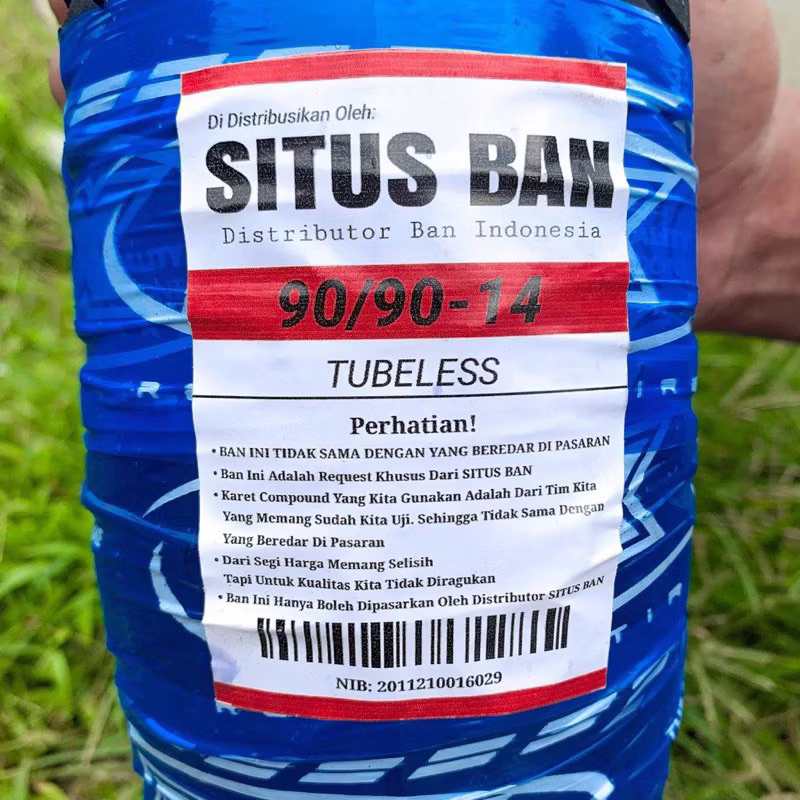 Di Distribusikan Oleh:
SITUS BAN
Distributor Ban Indonesia
90/90-14
TUBELESS
Perhatian!
• BAN INI TIDAK SAMA DENGAN YANG BEREDAR DI PASARAN
• Ban Ini Adalah Request Khusus Dari SITUS BAN
• Karet Compound Yang Kita Gunakan Adalah Dari Tim Kita
Yang Memang Sudah Kita Uji. Sehingga Tidak Sama Dengan
Yang Beredar Di Pasaran
• Dari Segi Harga Memang Selisih
Tapi Untuk Kualitas Kita Tidak Diragukan
• Ban Ini Hanya Boleh Dipasarkan Oleh Distributor SITUS BAN
NIB: 2011210016029